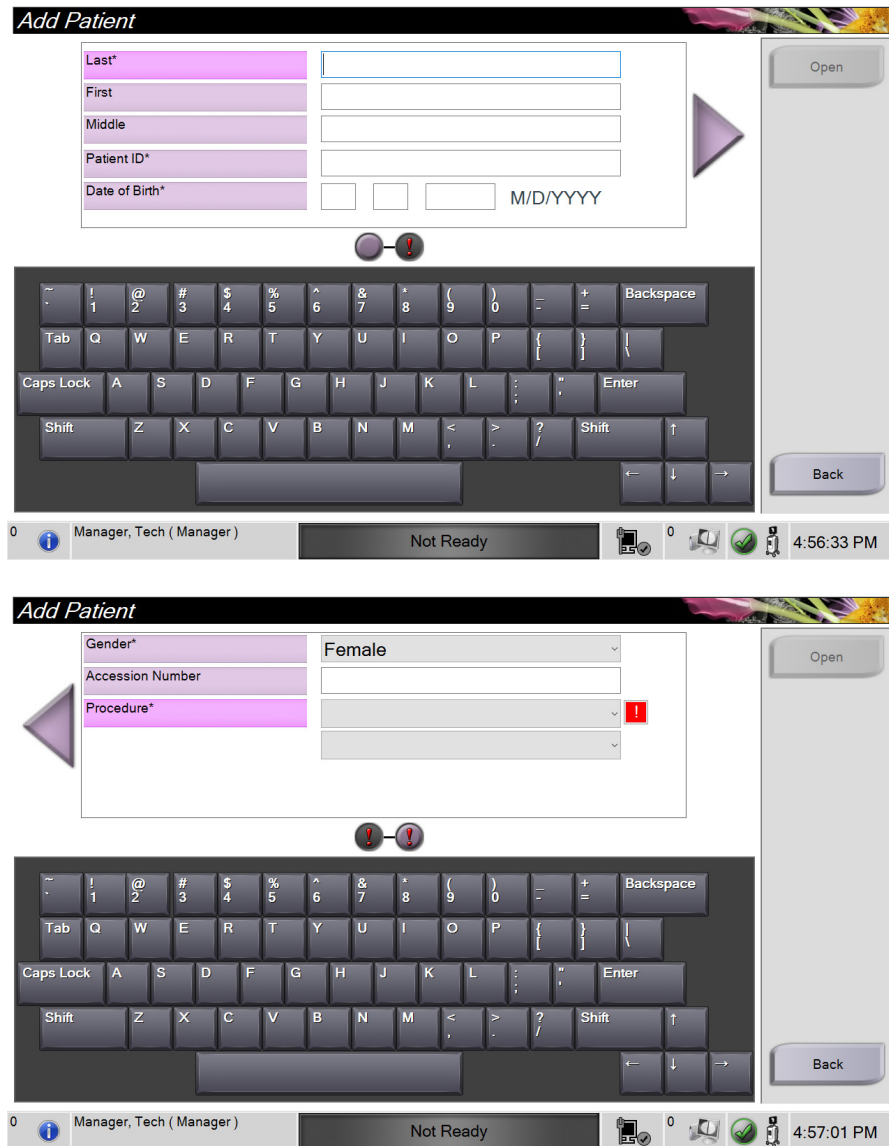 Add Patient
Last*
Open
First
Middle
Patient ID*
Date of Birth* M/D/YYYY
! - !
~ ! @ # $ % ^ & * ( ) _ + Backspace
` 1 2 3 4 5 6 7 8 9 0 - =
Tab Q W E R T Y U I O P { } |
[ ] \
Caps Lock A S D F G H J K L : " Enter
; '
Shift Z X C V B N M < > ? Shift ↑
, . /
← ↓ →
Back
0 i Manager, Tech ( Manager ) Not Ready 0 4:56:33 PM
Add Patient
Gender* Female
Open
Accession Number
Procedure* !
! - !
~ ! @ # $ % ^ & * ( ) _ + Backspace
` 1 2 3 4 5 6 7 8 9 0 - =
Tab Q W E R T Y U I O P { } |
[ ] \
Caps Lock A S D F G H J K L : " Enter
; '
Shift Z X C V B N M < > ? Shift ↑
, . /
← ↓ →
Back
0 i Manager, Tech ( Manager ) Not Ready 0 4:57:01 PM